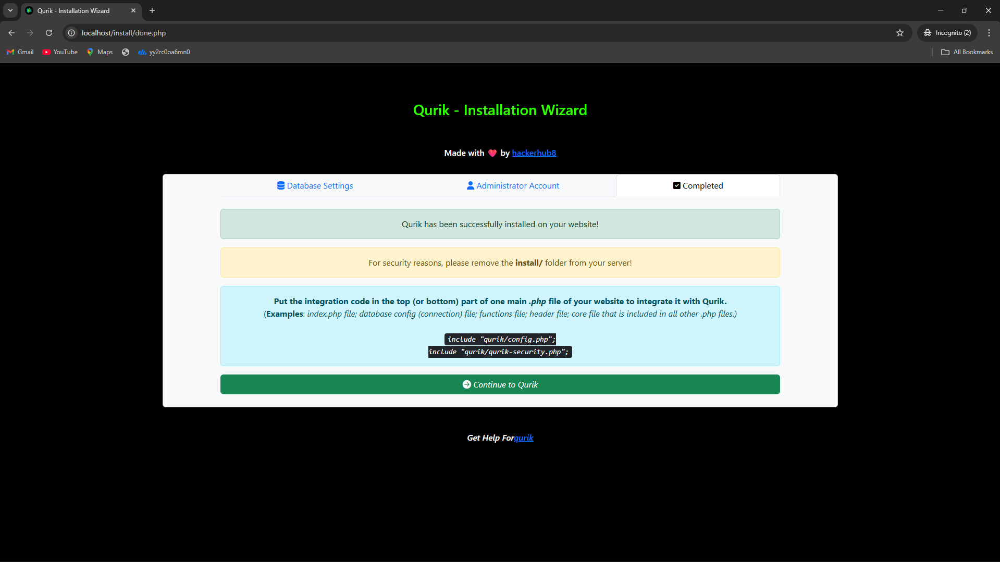 Qurik - Installation Wizard
localhost/install/done.php
Incognito (2)
Gmail
YouTube
Maps
yy2rc0oa6mn0
All Bookmarks
Qurik - Installation Wizard
Made with ❤ by hackerhub8
Database Settings
Administrator Account
Completed
Qurik has been successfully installed on your website!
For security reasons, please remove the install/ folder from your server!
Put the integration code in the top (or bottom) part of one main .php file of your website to integrate it with Qurik.
(Examples: index.php file; database config (connection) file; functions file; header file; core file that is included in all other .php files.)
include "qurik/config.php";
include "qurik/qurik-security.php";
Continue to Qurik
Get Help Forqurik